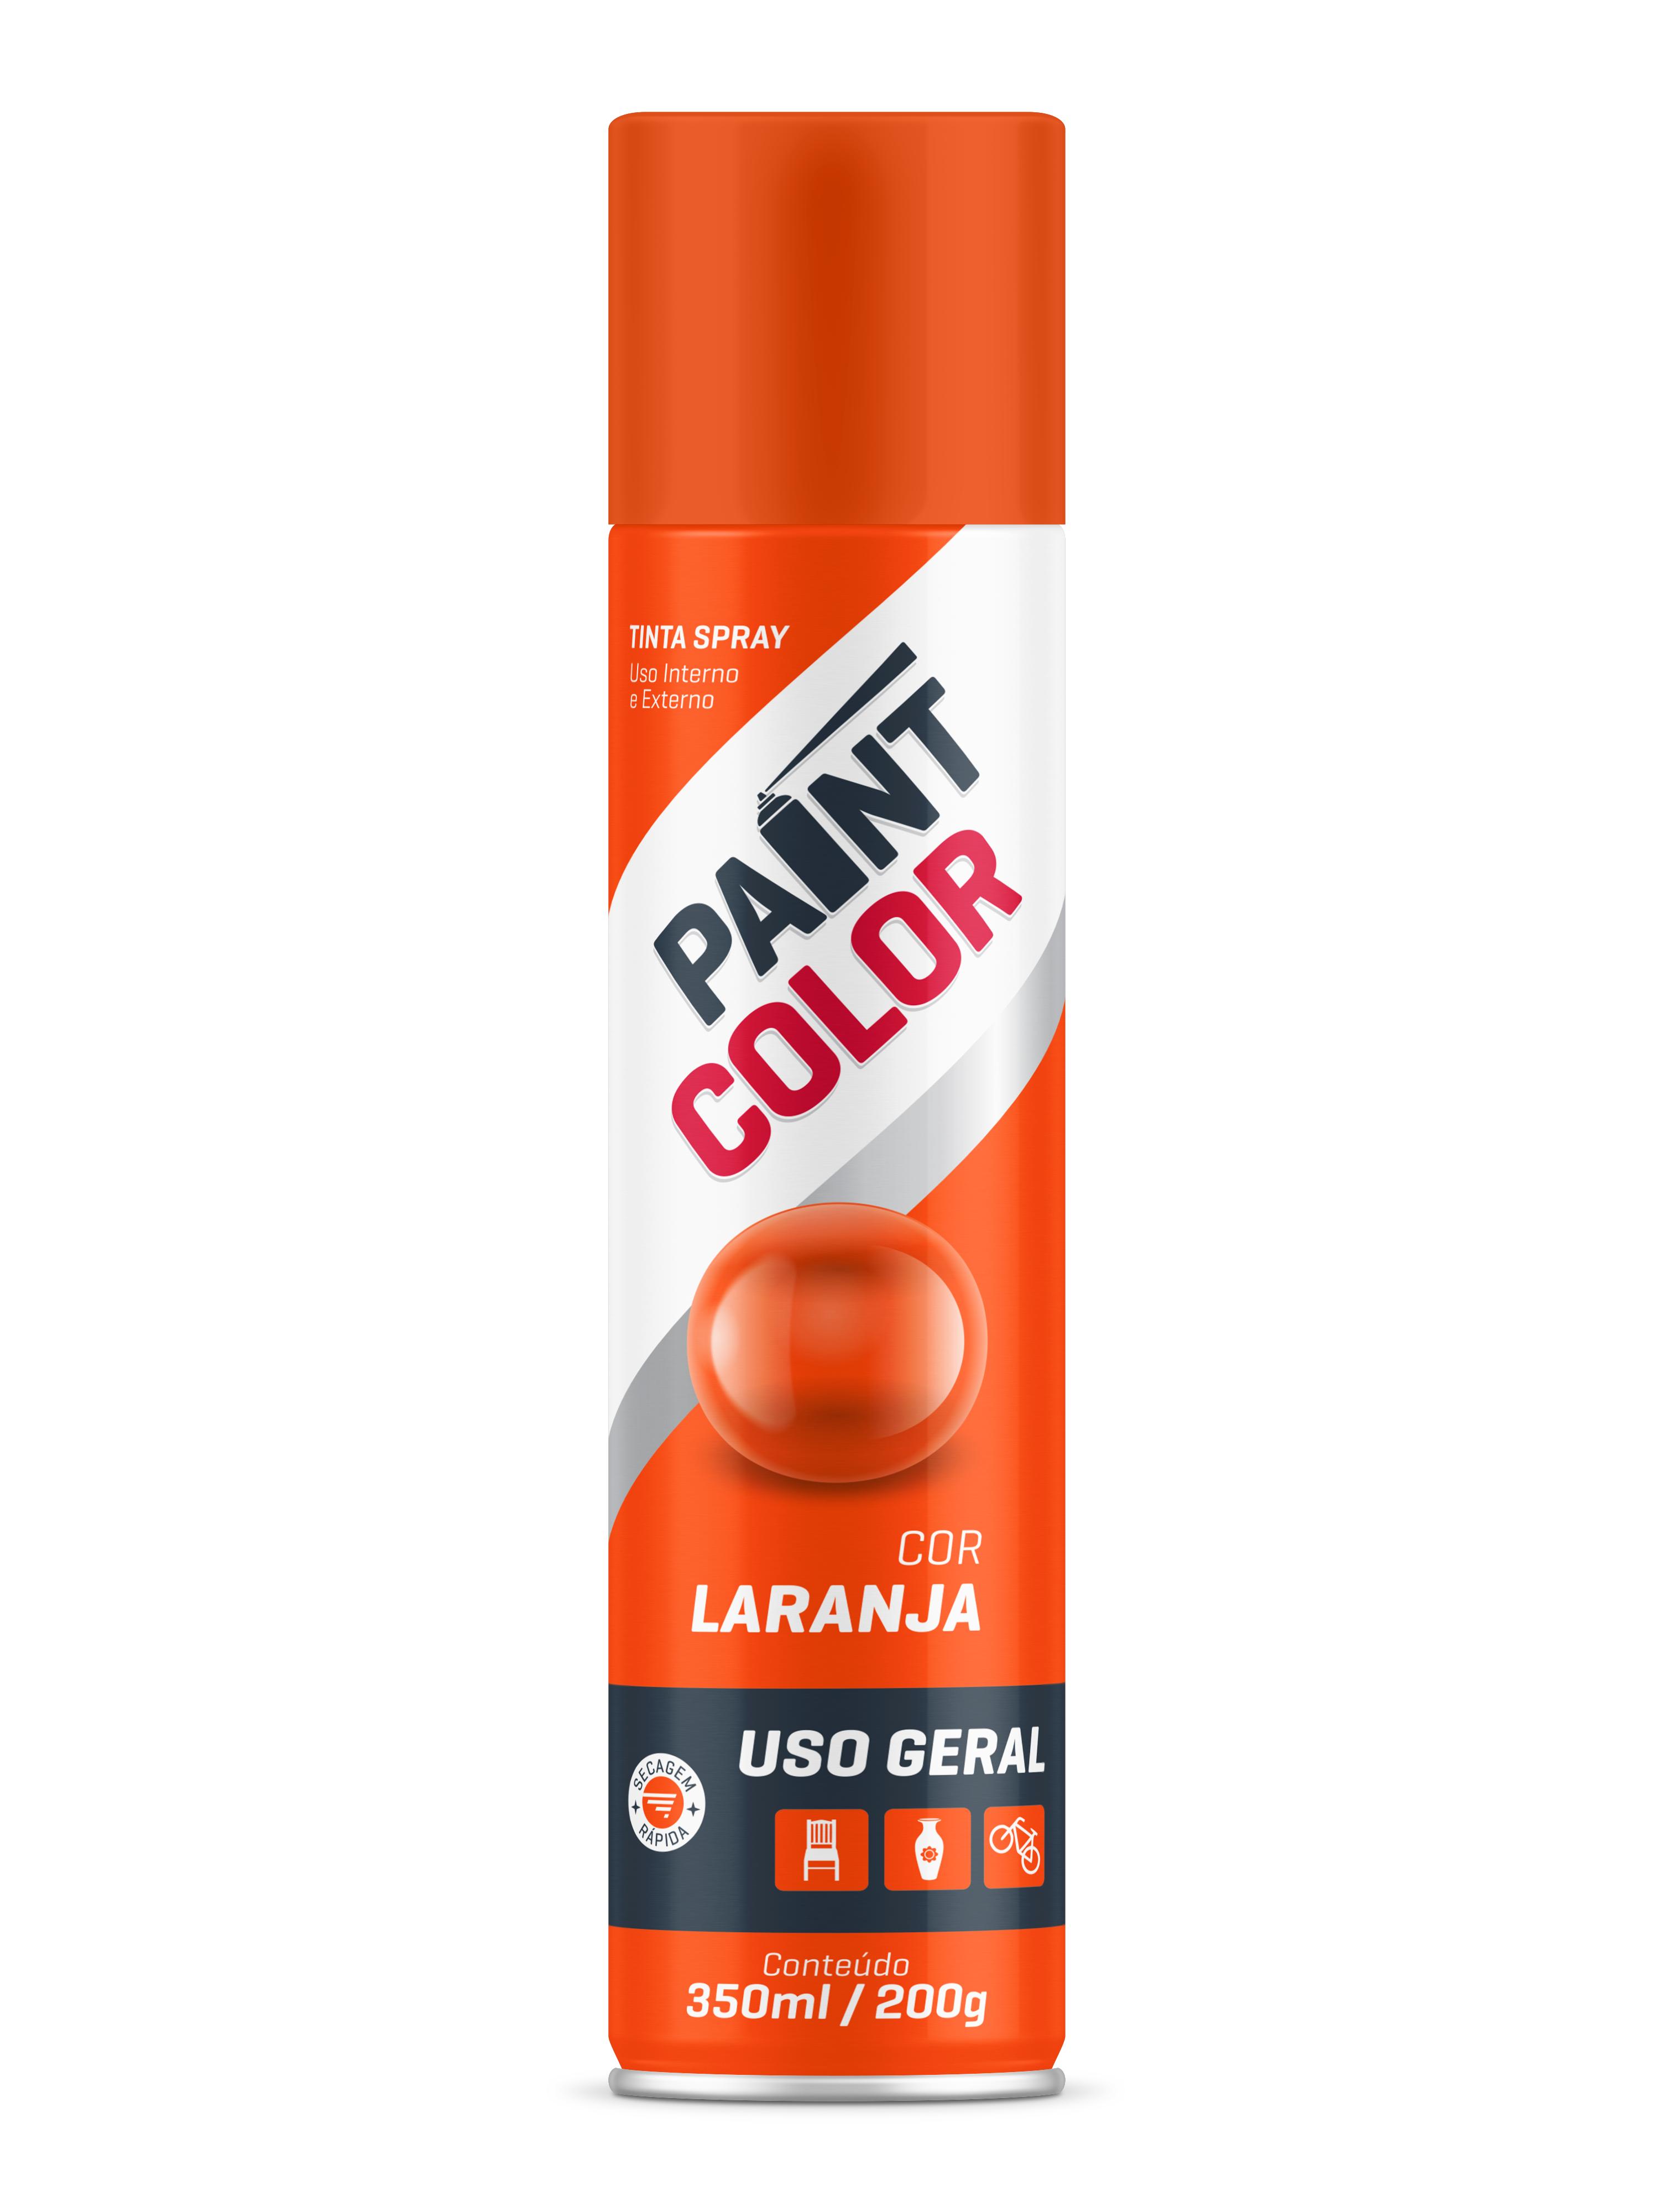 TINTA SPRAY
Uso Interno
e Externo
PAINT
COLOR
COR
LARANJA
USO GERAL
SECAGEM
RÁPIDA
Conteúdo
350ml / 200g